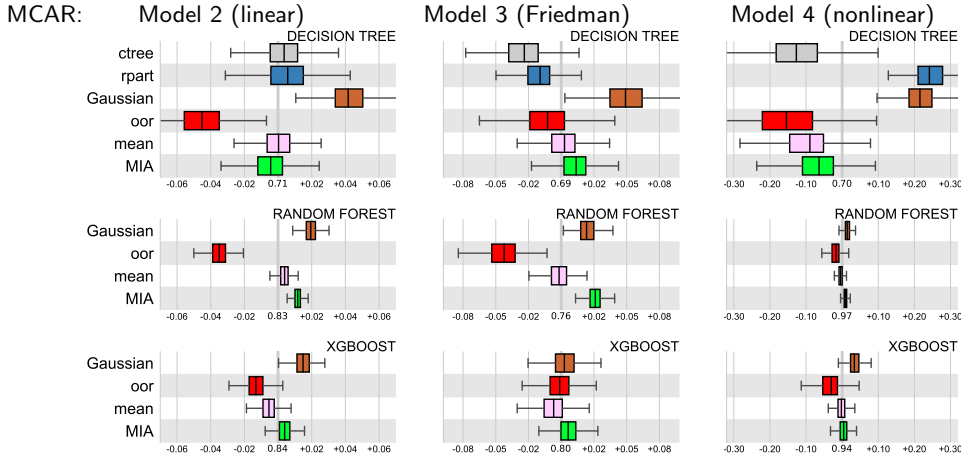 MCAR: Model 2 (linear) Model 3 (Friedman) Model 4 (nonlinear)
DECISION TREE DECISION TREE DECISION TREE
ctree
rpart
Gaussian
oor
mean
MIA
-0.06 -0.04 -0.02 0.71 +0.02 +0.04 +0.06 -0.08 -0.05 -0.02 0.69 +0.02 +0.05 +0.08 -0.30 -0.20 -0.10 0.70 +0.10 +0.20 +0.30
RANDOM FOREST RANDOM FOREST RANDOM FOREST
Gaussian
oor
mean
MIA
-0.06 -0.04 -0.02 0.83 +0.02 +0.04 +0.06 -0.08 -0.05 -0.02 0.76 +0.02 +0.05 +0.08 -0.30 -0.20 -0.10 0.97 +0.10 +0.20 +0.30
XGBOOST XGBOOST XGBOOST
Gaussian
oor
mean
MIA
-0.06 -0.04 -0.02 0.84 +0.02 +0.04 +0.06 -0.08 -0.05 -0.02 0.80 +0.02 +0.05 +0.08 -0.30 -0.20 -0.10 0.94 +0.10 +0.20 +0.30